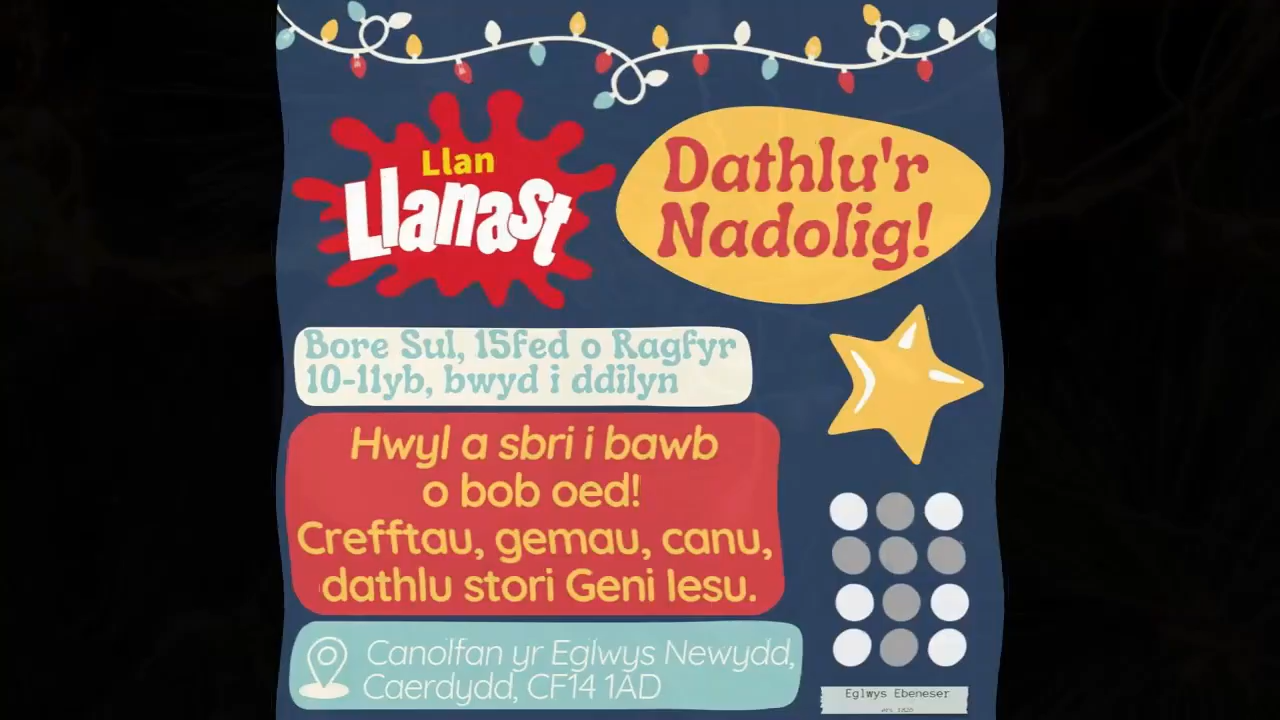 Llan
Llanast
Dathlu'r
Nadolig!
Bore Sul, 15fed o Ragfyr
10-11yb, bwyd i ddilyn
Hwyl a sbri i bawb
o bob oed!
Crefftau, gemau, canu,
dathlu stori Geni Iesu.
Canolfan yr Eglwys Newydd,
Caerdydd, CF14 1AD
Eglwys Ebeneser